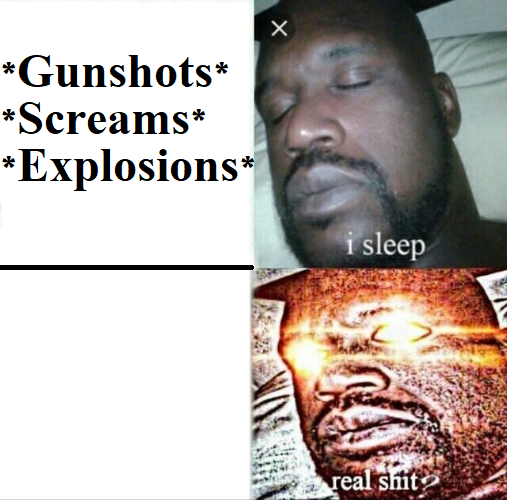 *Gunshots*
*Screams*
*Explosions*
i sleep
real shit?